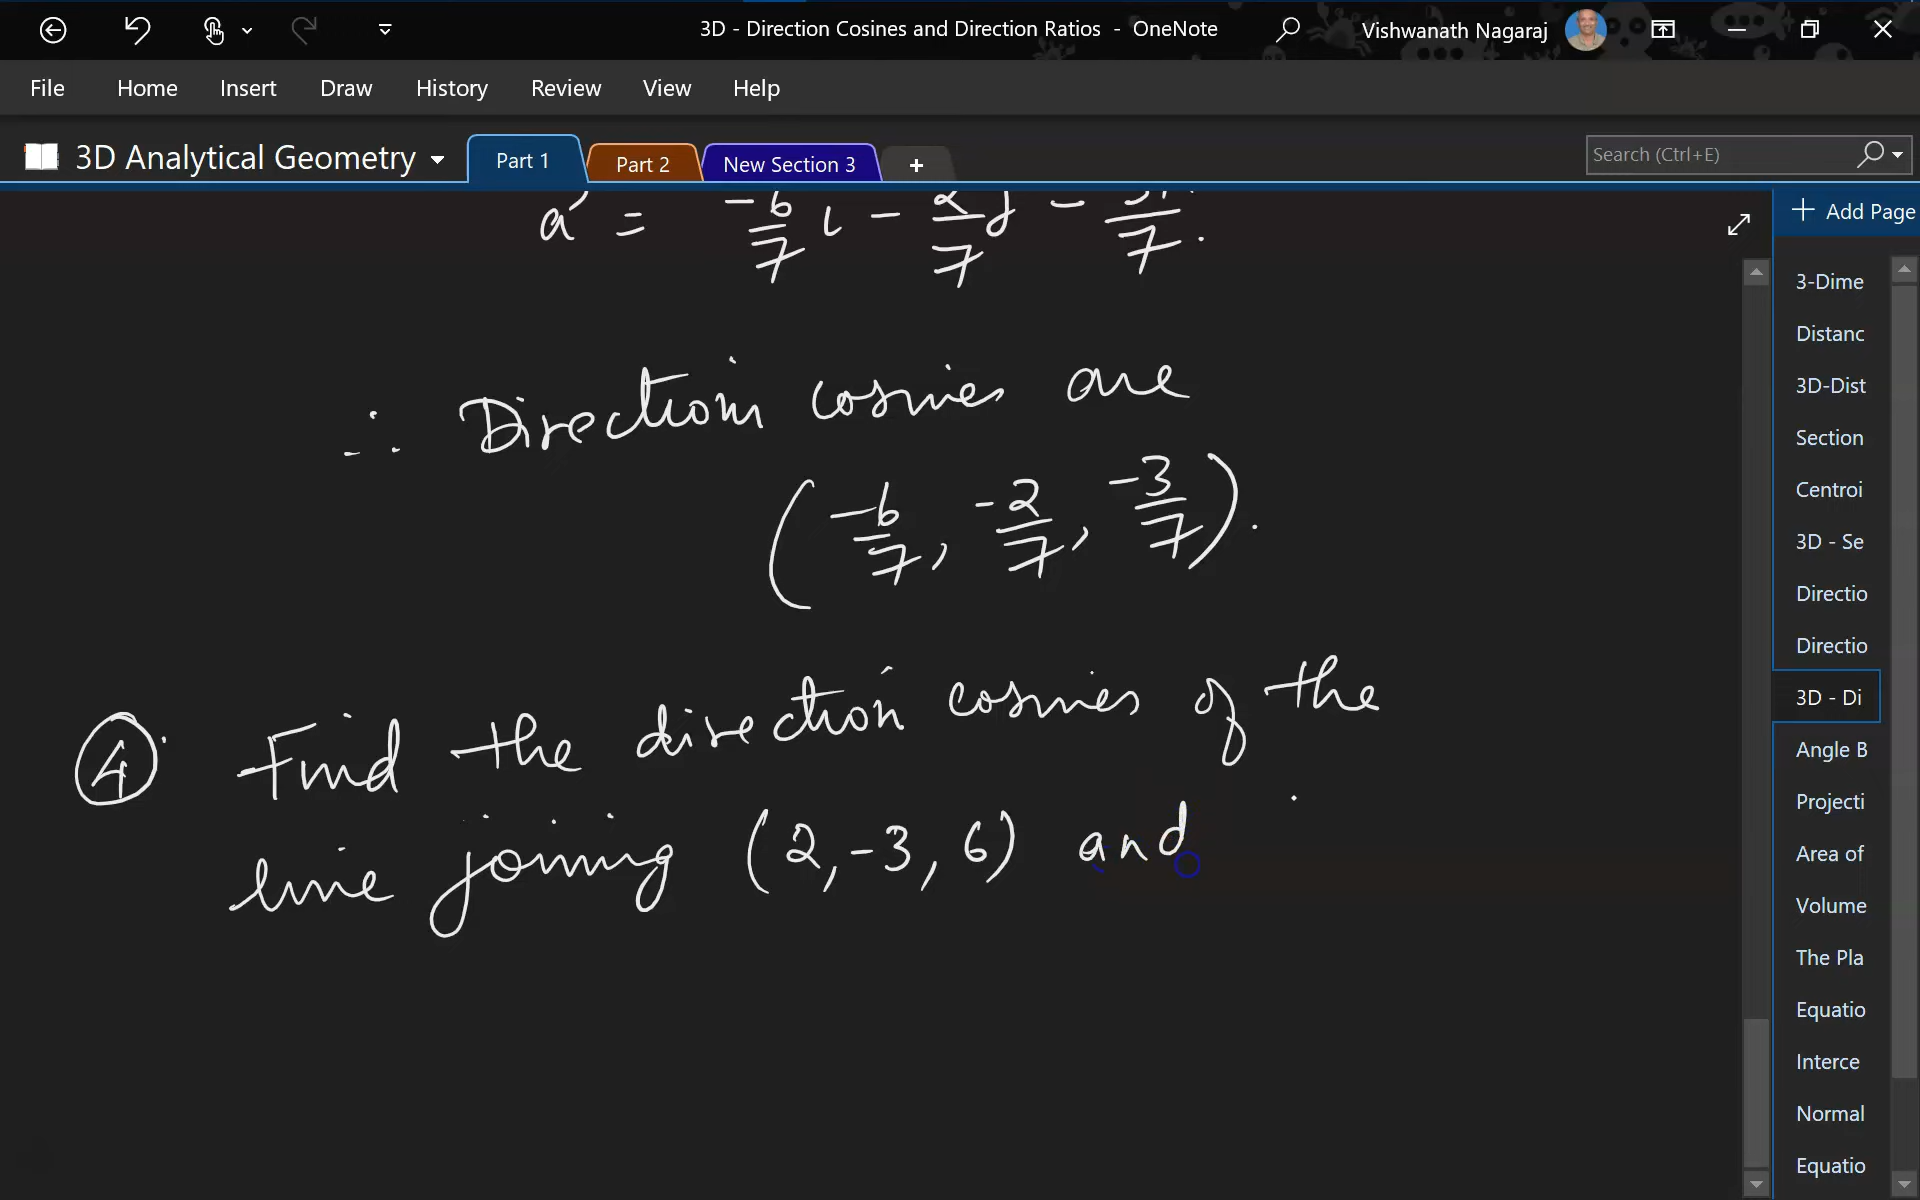 3D - Direction Cosines and Direction Ratios - OneNote
Vishwanath Nagaraj
File Home Insert Draw History Review View Help
3D Analytical Geometry Part 1 Part 2 New Section 3 +
Search (Ctrl+E)
+ Add Page
3-Dime
Distanc
3D-Dist
Section
Centroi
3D - Se
Directio
Directio
3D - Di
Angle B
Projecti
Area of
Volume
The Pla
Equatio
Interce
Normal
Equatio
∴ Direction cosines are
(-6/7, -2/7, -3/7).
④ Find the direction cosines of the
line joining (2, -3, 6) and